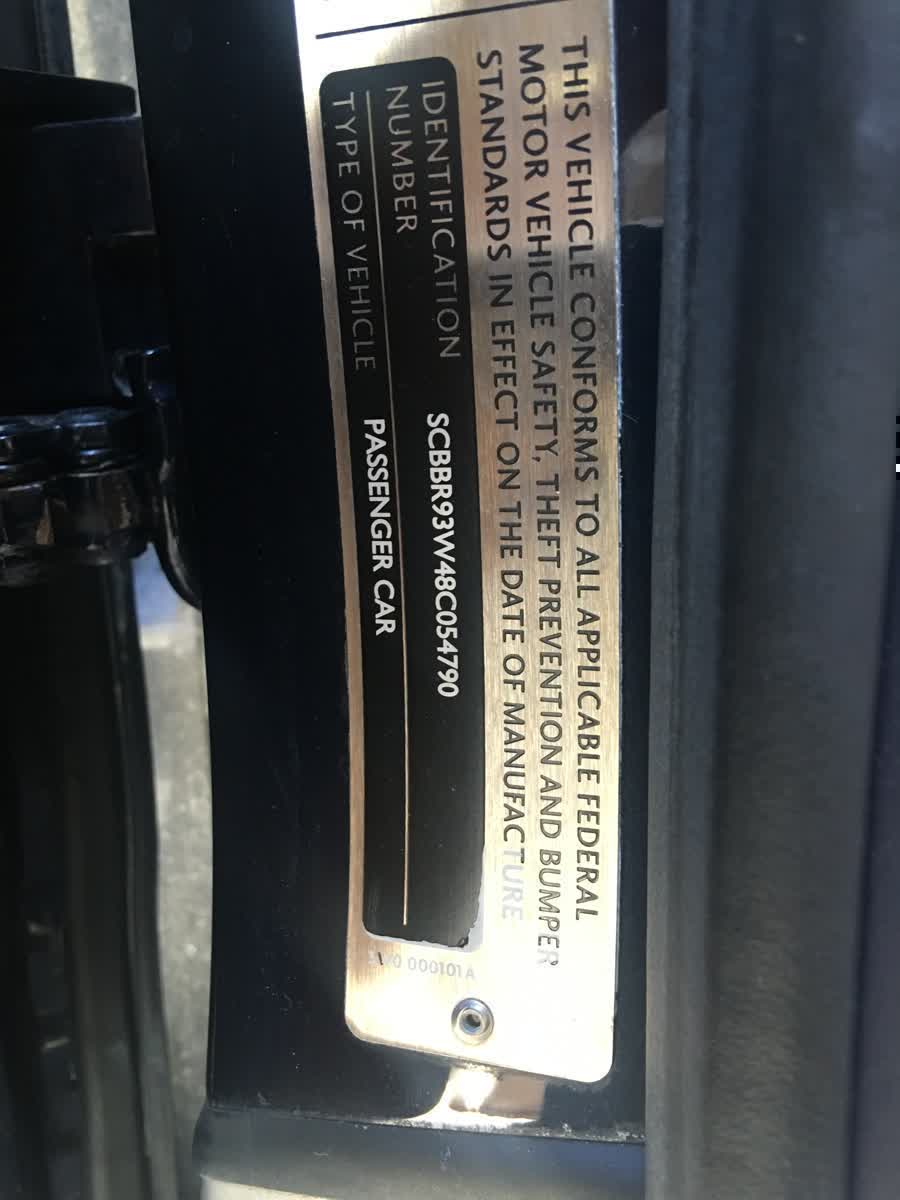 THIS VEHICLE CONFORMS TO ALL APPLICABLE FEDERAL
MOTOR VEHICLE SAFETY, THEFT PREVENTION AND BUMPER
STANDARDS IN EFFECT ON THE DATE OF MANUFACTURE
IDENTIFICATION
NUMBER
SCBBR93W48C054790
TYPE OF VEHICLE
PASSENGER CAR
000101A